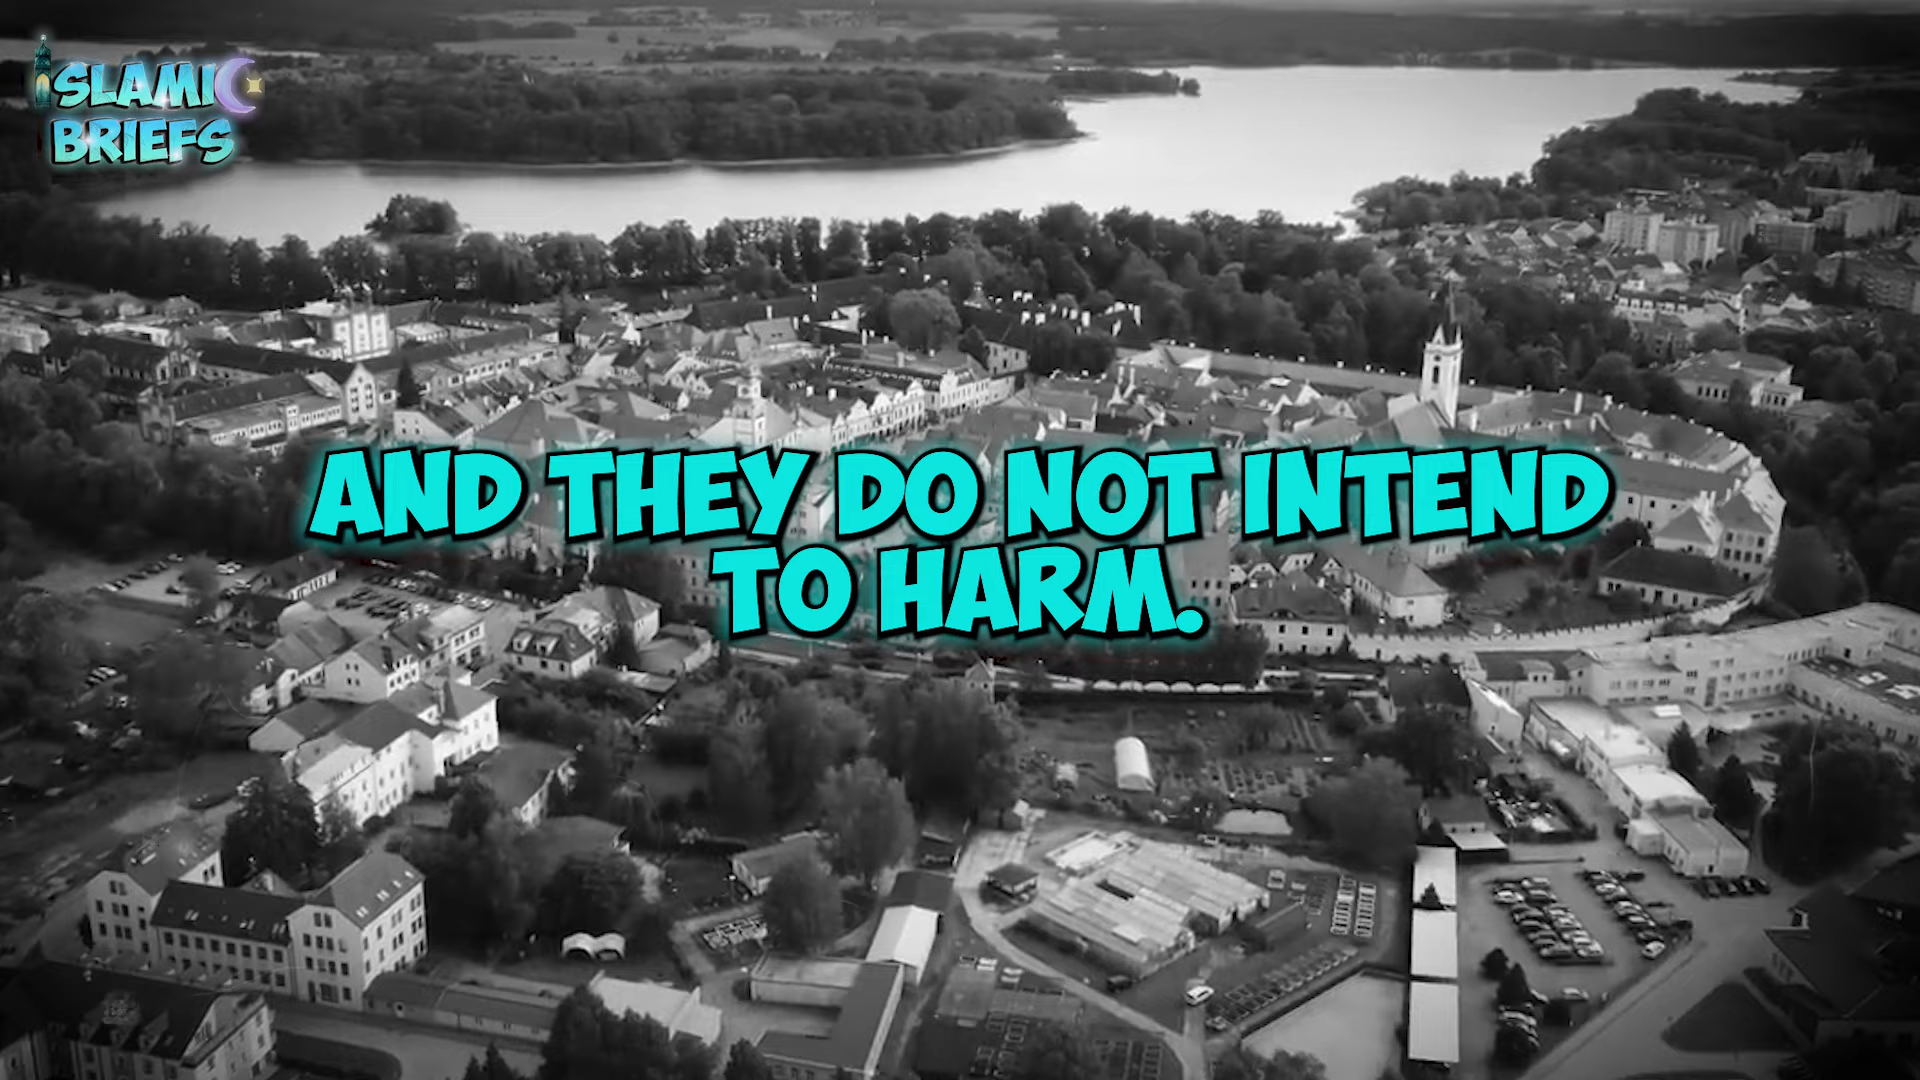 ISLAMIC
BRIEFS
AND THEY DO NOT INTEND
TO HARM.